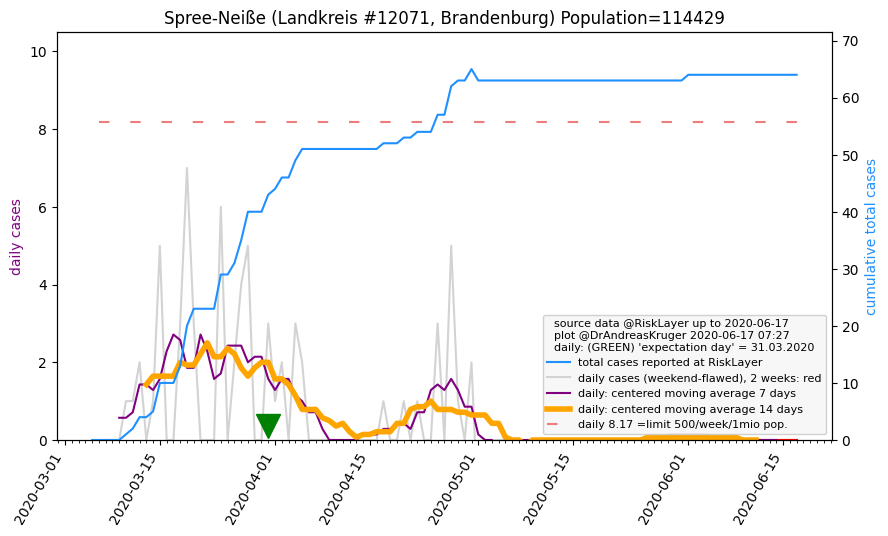 Spree-Neiße (Landkreis #12071, Brandenburg) Population=114429
10
8
6
4
2
0
daily cases
70
60
50
40
30
20
10
0
cumulative total cases
source data @RiskLayer up to 2020-06-17
plot @DrAndreasKruger 2020-06-17 07:27
daily: (GREEN) 'expectation day' = 31.03.2020
total cases reported at RiskLayer
daily cases (weekend-flawed), 2 weeks: red
daily: centered moving average 7 days
daily: centered moving average 14 days
daily 8.17 =limit 500/week/1mio pop.
2020-03-01
2020-03-15
2020-04-01
2020-04-15
2020-05-01
2020-05-15
2020-06-01
2020-06-15